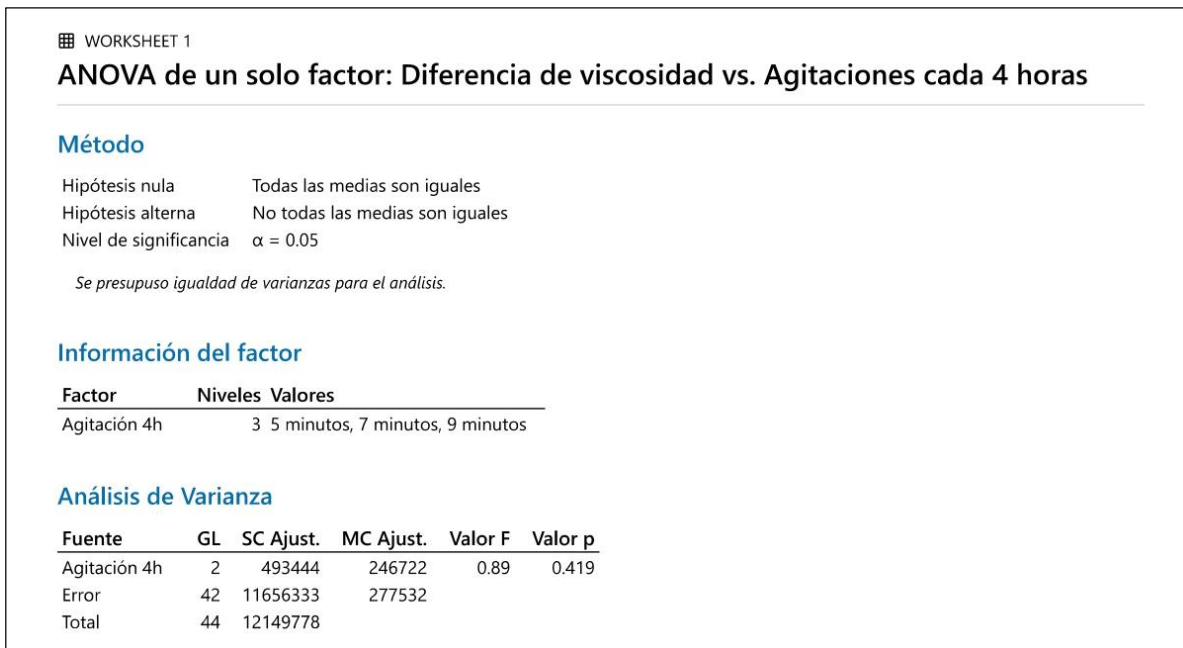 WORKSHEET 1
ANOVA de un solo factor: Diferencia de viscosidad vs. Agitaciones cada 4 horas
Método
Hipótesis nula Todas las medias son iguales
Hipótesis alterna No todas las medias son iguales
Nivel de significancia α = 0.05
Se presupuso igualdad de varianzas para el análisis.
Información del factor
Factor Niveles Valores
Agitación 4h 3 5 minutos, 7 minutos, 9 minutos
Análisis de Varianza
Fuente GL SC Ajust. MC Ajust. Valor F Valor p
Agitación 4h 2 493444 246722 0.89 0.419
Error 42 11656333 277532
Total 44 12149778